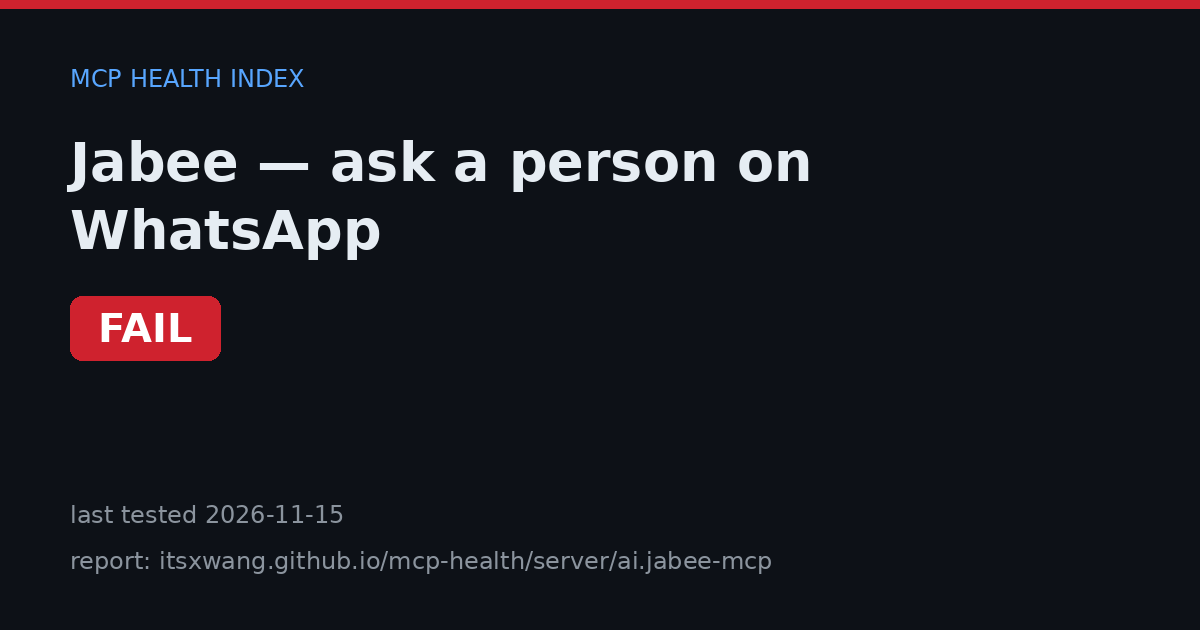 MCP HEALTH INDEX
Jabee — ask a person on
WhatsApp
FAIL
last tested 2026-11-15
report: itsxwang.github.io/mcp-health/server/ai.jabee-mcp